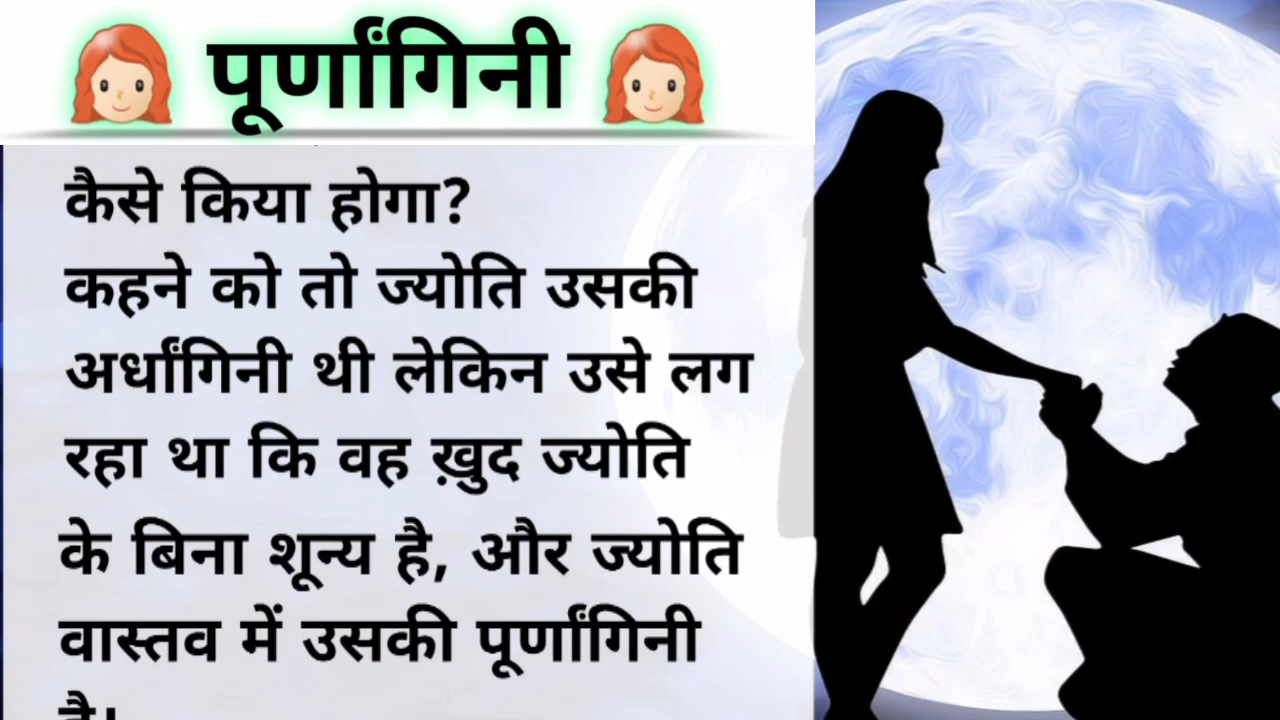 पूर्णांगिनी
कैसे किया होगा?
कहने को तो ज्योति उसकी
अर्धांगिनी थी लेकिन उसे लग
रहा था कि वह ख़ुद ज्योति
के बिना शून्य है, और ज्योति
वास्तव में उसकी पूर्णांगिनी
है।